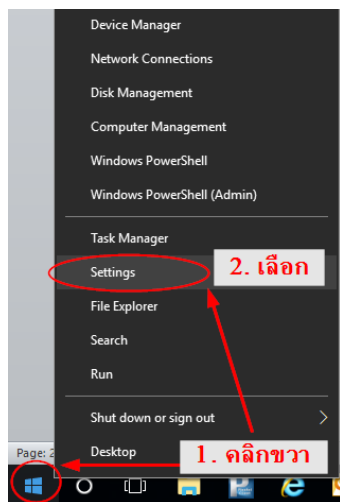 Device Manager
Network Connections
Disk Management
Computer Management
Windows PowerShell
Windows PowerShell (Admin)
Task Manager
Settings
2. เลือก
File Explorer
Search
Run
Shut down or sign out
Page: 2
Desktop
1. คลิกขวา